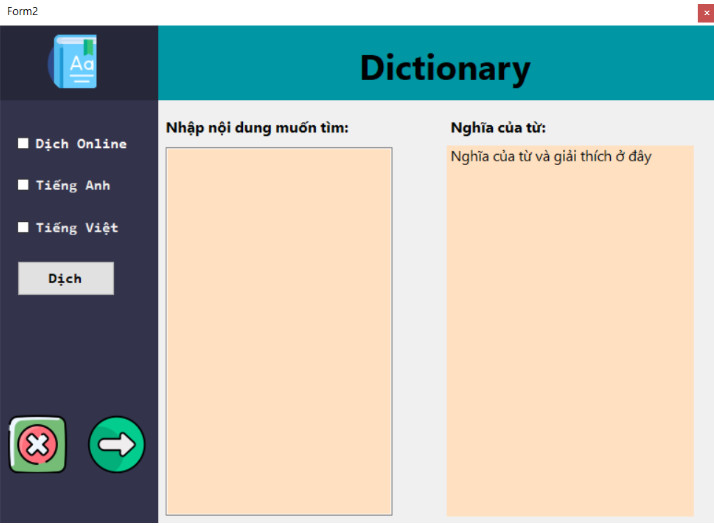 Form2
Aa
Dictionary
Dịch Online
Tiếng Anh
Tiếng Việt
Dịch
Nhập nội dung muốn tìm:
Nghĩa của từ:
Nghĩa của từ và giải thích ở đây